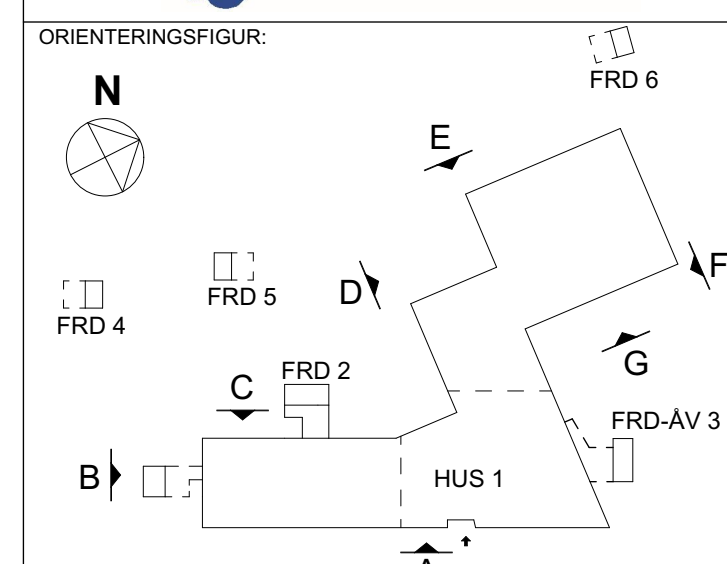 ORIENTERINGSFIGUR:
N
FRD 6
E
F
D
FRD 5
FRD 4
G
C
FRD 2
FRD-ÅV 3
B
HUS 1
A